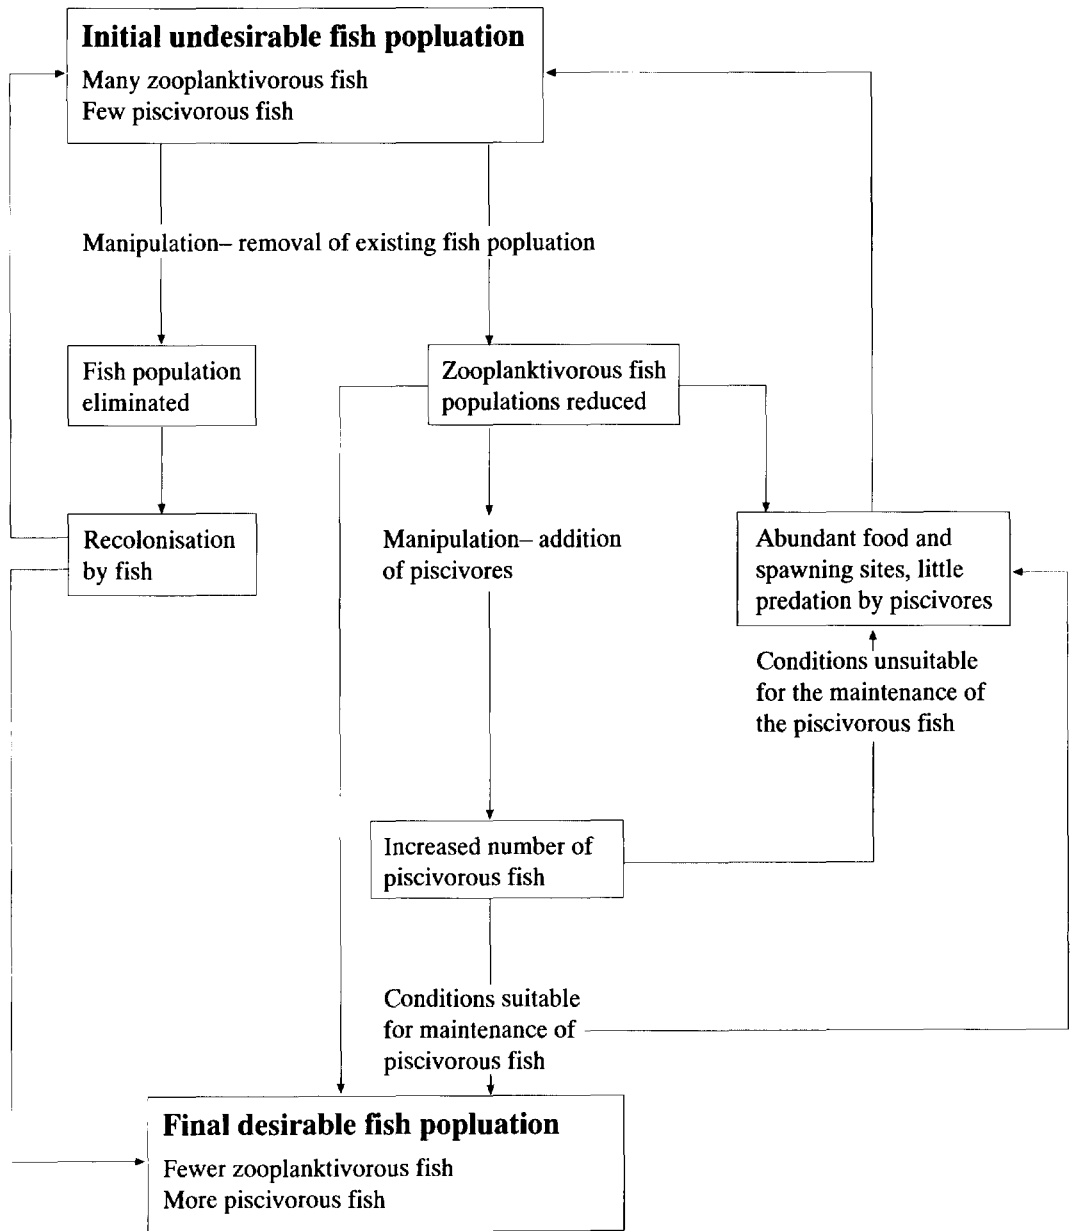 Initial undesirable fish popluation
Many zooplanktivorous fish
Few piscivorous fish
Manipulation– removal of existing fish popluation
Fish population
eliminated
Zooplanktivorous fish
populations reduced
Recolonisation
by fish
Manipulation– addition
of piscivores
Abundant food and
spawning sites, little
predation by piscivores
Conditions unsuitable
for the maintenance of
the piscivorous fish
Increased number of
piscivorous fish
Conditions suitable
for maintenance of
piscivorous fish
Final desirable fish popluation
Fewer zooplanktivorous fish
More piscivorous fish